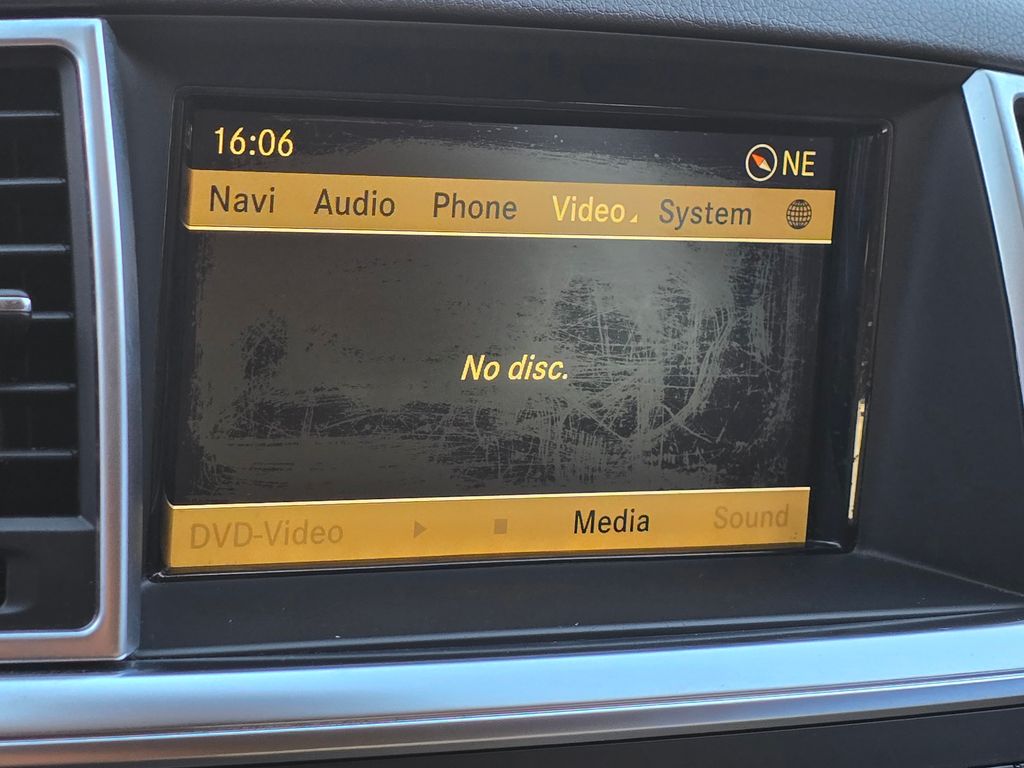 16:06
NE
Navi Audio Phone Video System
No disc.
DVD-Video Media Sound